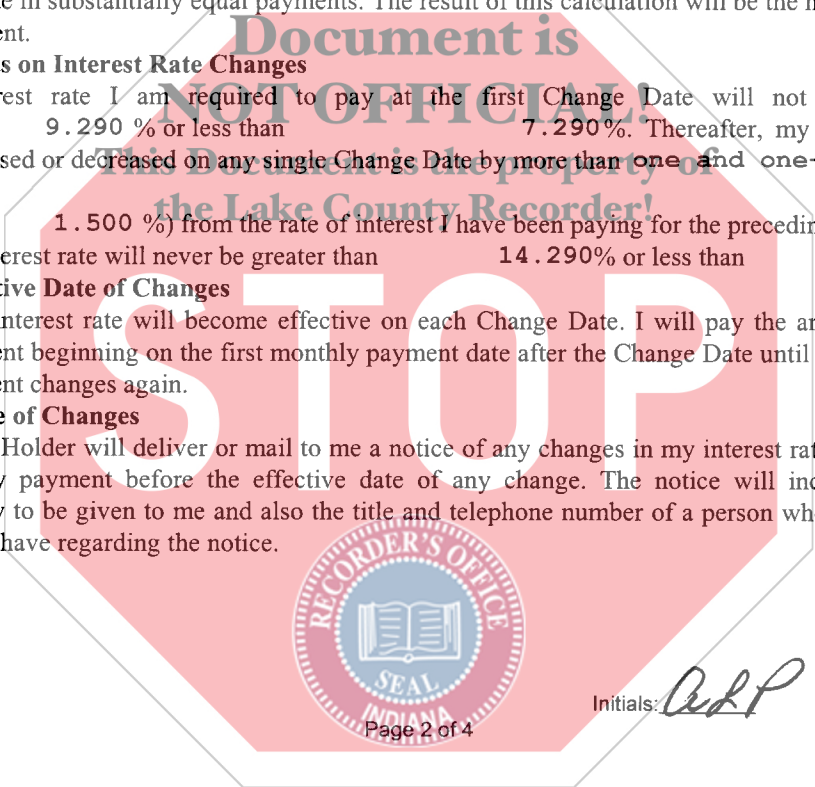 e in substantially equal payments. The result of this calculation will be the n
ent.
s on Interest Rate Changes
rest rate I am required to pay at the first Change Date will not
9.290 % or less than 7.290%. Thereafter, my
sed or decreased on any single Change Date by more than one and one-
1.500 %) from the rate of interest I have been paying for the precedin
erest rate will never be greater than 14.290% or less than
tive Date of Changes
interest rate will become effective on each Change Date. I will pay the a
ent beginning on the first monthly payment date after the Change Date until
ent changes again.
e of Changes
Holder will deliver or mail to me a notice of any changes in my interest rat
y payment before the effective date of any change. The notice will inc
y to be given to me and also the title and telephone number of a person wh
have regarding the notice.
Document is
NOT OFFICIAL!
This Document is the property of
the Lake County Recorder!
STOP
RECORDER'S OFFICE
SEAL
INDIANA
Initials: ALP
Page 2 of 4